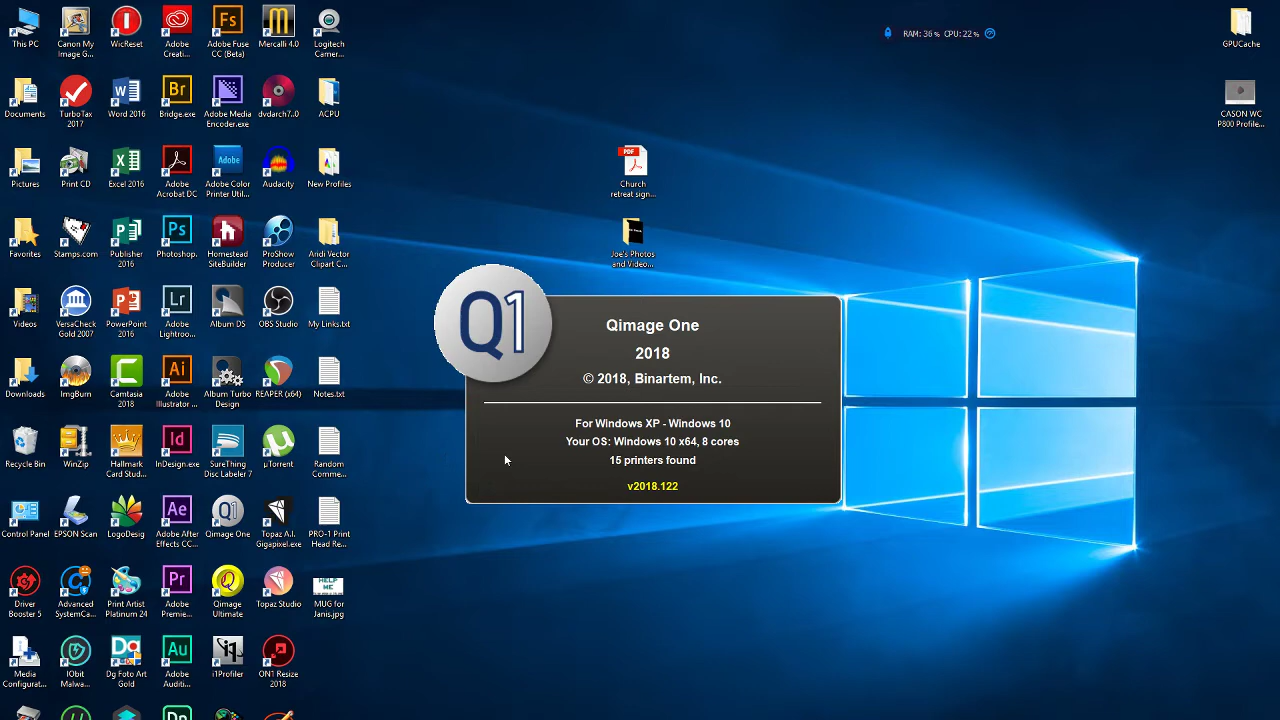 This PC
Canon My
Image G...
WicReset
Adobe
Creati...
Adobe Fuse
CC (Beta)
Mercalli 4.0
Logitech
Camer...
Documents
TurboTax
2017
Word 2016
Bridge.exe
Adobe Media
Encoder.exe
dvdarch7..0
ACPU
Pictures
Print CD
Excel 2016
Adobe
Acrobat DC
Adobe Color
Printer Util...
Audacity
New Profiles
Favorites
Stamps.com
Publisher
2016
Photoshop.
Homestead
SiteBuilder
ProShow
Producer
Aridi Vector
Clipart C...
Videos
VersaCheck
Gold 2007
PowerPoint
2016
Adobe
Lightroo...
Album DS
OBS Studio
My Links.txt
Downloads
ImgBurn
Camtasia
2018
Adobe
Illustrator ...
Album Turbo
Design
REAPER (x64)
Notes.txt
Recycle Bin
WinZip
Hallmark
Card Stud...
InDesign.exe
SureThing
Disc Labeler 7
µTorrent
Random
Comme...
Control Panel
EPSON Scan
LogoDesig
Adobe After
Effects CC...
Qimage One
Topaz A.I.
Gigapixel.exe
PRO-1 Print
Head Re...
Driver
Booster 5
Advanced
SystemCa...
Print Artist
Platinum 24
Adobe
Premie...
Qimage
Ultimate
Topaz Studio
HELP
ME
MUG for
Janis.jpg
Media
Configurat...
IObit
Malwa...
Dg Foto Art
Gold
Adobe
Auditi...
i1Profiler
ON1 Resize
2018
RAM: 36 % CPU: 22 %
GPUCache
CASON WC
P800 Profile...
PDF
Church
retreat sign...
Joe's Photos
and Video...
Q1
Qimage One
2018
© 2018, Binartem, Inc.
For Windows XP - Windows 10
Your OS: Windows 10 x64, 8 cores
15 printers found
v2018.122